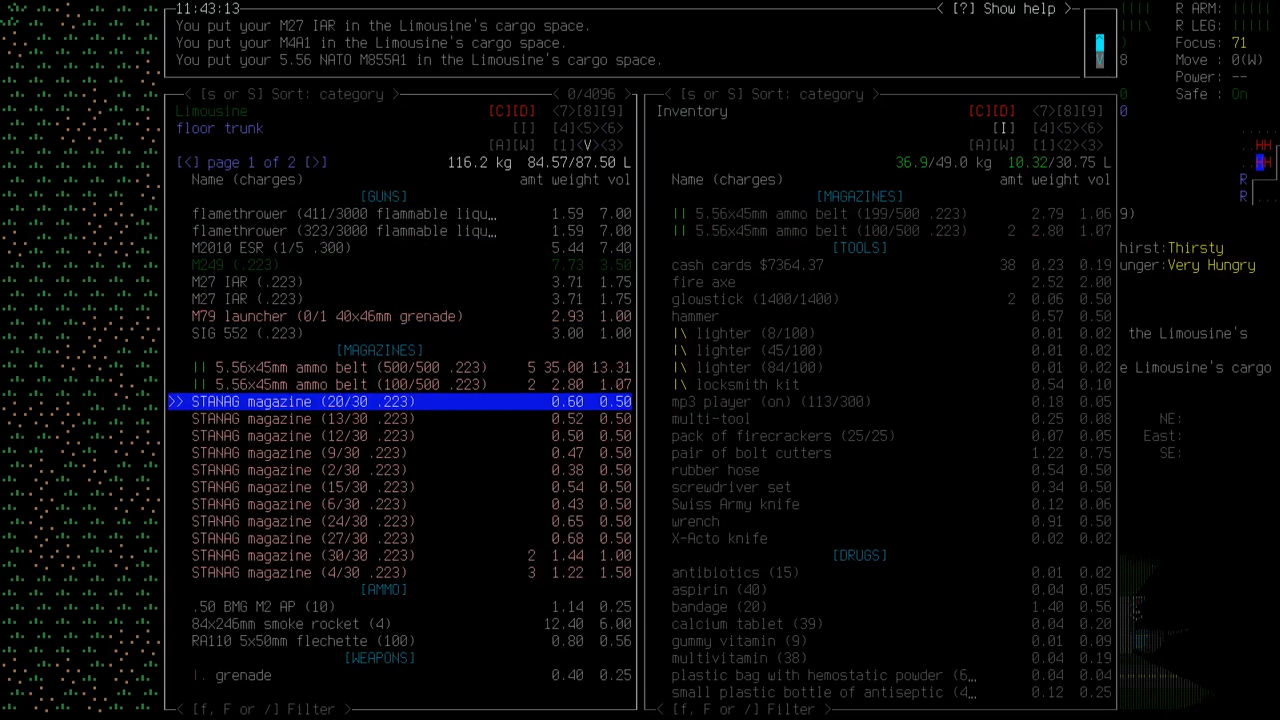 11:43:13
< [?] Show help >
You put your M27 IAR in the Limousine's cargo space.
You put your M4A1 in the Limousine's cargo space.
You put your 5.56 NATO M855A1 in the Limousine's cargo space.
R ARM:
R LEG:
Focus: 71
8 Move : 0(W)
Power: --
0 Safe : On
0
< [s or S] Sort: category > < 0/4096 >
Limousine [C][D] <7>[8][9]
floor trunk [I] [4]<5><6>
[A][W] [1]<V><3>
[<] page 1 of 2 [>] 116.2 kg 84.57/87.50 L
Name (charges) amt weight vol
[GUNS]
flamethrower (411/3000 flammable liqu… 1.59 7.00
flamethrower (323/3000 flammable liqu… 1.59 7.00
M2010 ESR (1/5 .300) 5.44 7.40
M249 (.223) 7.73 3.50
M27 IAR (.223) 3.71 1.75
M27 IAR (.223) 3.71 1.75
M79 launcher (0/1 40x46mm grenade) 2.93 1.00
SIG 552 (.223) 3.00 1.00
[MAGAZINES]
|| 5.56x45mm ammo belt (500/500 .223) 5 35.00 13.31
|| 5.56x45mm ammo belt (100/500 .223) 2 2.80 1.07
>> STANAG magazine (20/30 .223) 0.60 0.50
STANAG magazine (13/30 .223) 0.52 0.50
STANAG magazine (12/30 .223) 0.50 0.50
STANAG magazine (9/30 .223) 0.47 0.50
STANAG magazine (2/30 .223) 0.38 0.50
STANAG magazine (15/30 .223) 0.54 0.50
STANAG magazine (6/30 .223) 0.43 0.50
STANAG magazine (24/30 .223) 0.65 0.50
STANAG magazine (27/30 .223) 0.68 0.50
STANAG magazine (30/30 .223) 2 1.44 1.00
STANAG magazine (4/30 .223) 3 1.22 1.50
[AMMO]
.50 BMG M2 AP (10) 1.14 0.25
84x246mm smoke rocket (4) 12.40 6.00
RA110 5x50mm flechette (100) 0.80 0.56
[WEAPONS]
|. grenade 0.40 0.25
< [f, F or /] Filter >
< [s or S] Sort: category >
Inventory [C][D] <7>[8][9]
[I] [4]<5><6>
[A][W] [1]<2><3>
36.9/49.0 kg 10.32/30.75 L
Name (charges) amt weight vol
[MAGAZINES]
|| 5.56x45mm ammo belt (199/500 .223) 2.79 1.06
|| 5.56x45mm ammo belt (100/500 .223) 2 2.80 1.07
[TOOLS]
cash cards $7364.37 38 0.23 0.19
fire axe 2.52 2.00
glowstick (1400/1400) 2 0.06 0.50
hammer 0.57 0.50
|\ lighter (8/100) 0.01 0.02
|\ lighter (45/100) 0.01 0.02
|\ lighter (84/100) 0.01 0.02
|\ locksmith kit 0.54 0.10
mp3 player (on) (113/300) 0.18 0.05
multi-tool 0.25 0.08
pack of firecrackers (25/25) 0.07 0.05
pair of bolt cutters 1.22 0.75
rubber hose 0.54 0.50
screwdriver set 0.34 0.50
Swiss Army knife 0.12 0.06
wrench 0.91 0.50
X-Acto knife 0.02 0.02
[DRUGS]
antibiotics (15) 0.01 0.02
aspirin (40) 0.04 0.05
bandage (20) 1.40 0.56
calcium tablet (39) 0.04 0.20
gummy vitamin (9) 0.01 0.09
multivitamin (38) 0.04 0.19
plastic bag with hemostatic powder (6… 0.04 0.04
small plastic bottle of antiseptic (4… 0.12 0.25
< [f, F or /] Filter >
HH
HH
R
R
9)
hirst:Thirsty
unger:Very Hungry
the Limousine's
e Limousine's cargo
NE:
East:
SE: